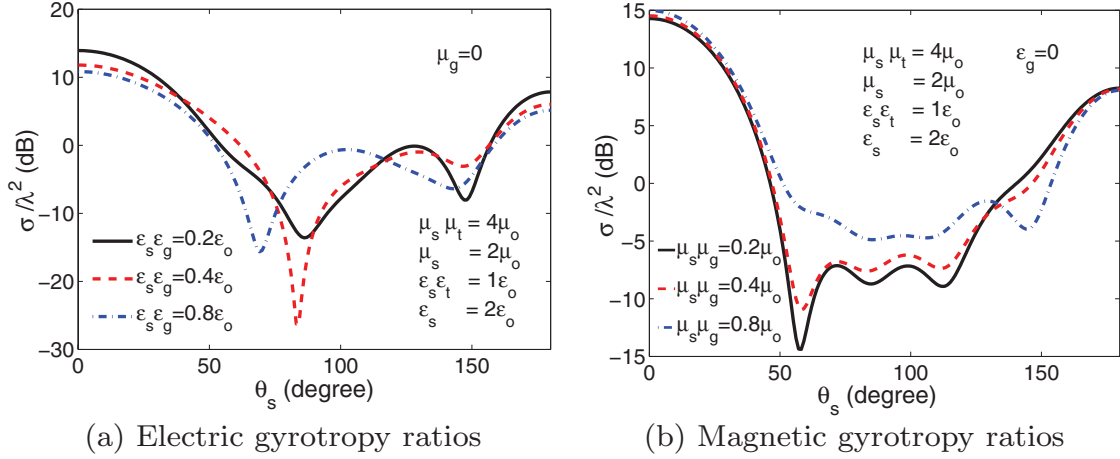 20
10
0
−10
−20
−30
σ/λ² (dB)
μg=0
εsεg=0.2εo
εsεg=0.4εo
εsεg=0.8εo
μs μt = 4μo
μs = 2μo
εsεt = 1εo
εs = 2εo
0 50 100 150
θs (degree)
(a) Electric gyrotropy ratios
15
10
5
0
−5
−10
−15
σ/λ² (dB)
μs μt = 4μo
μs = 2μo
εsεt = 1εo
εs = 2εo
εg=0
μsμg=0.2μo
μsμg=0.4μo
μsμg=0.8μo
0 50 100 150
θs (degree)
(b) Magnetic gyrotropy ratios